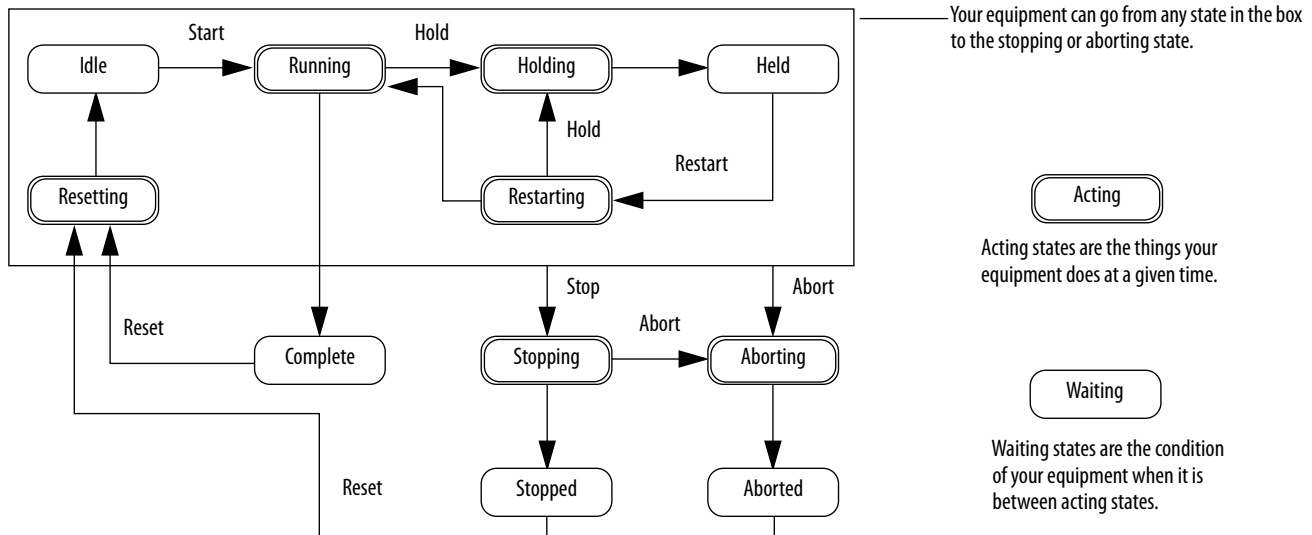 Your equipment can go from any state in the box
to the stopping or aborting state.
Start
Hold
Idle
Running
Holding
Held
Hold
Restart
Resetting
Restarting
Acting
Acting states are the things your
equipment does at a given time.
Stop
Abort
Reset
Abort
Complete
Stopping
Aborting
Waiting
Waiting states are the condition
of your equipment when it is
between acting states.
Reset
Stopped
Aborted